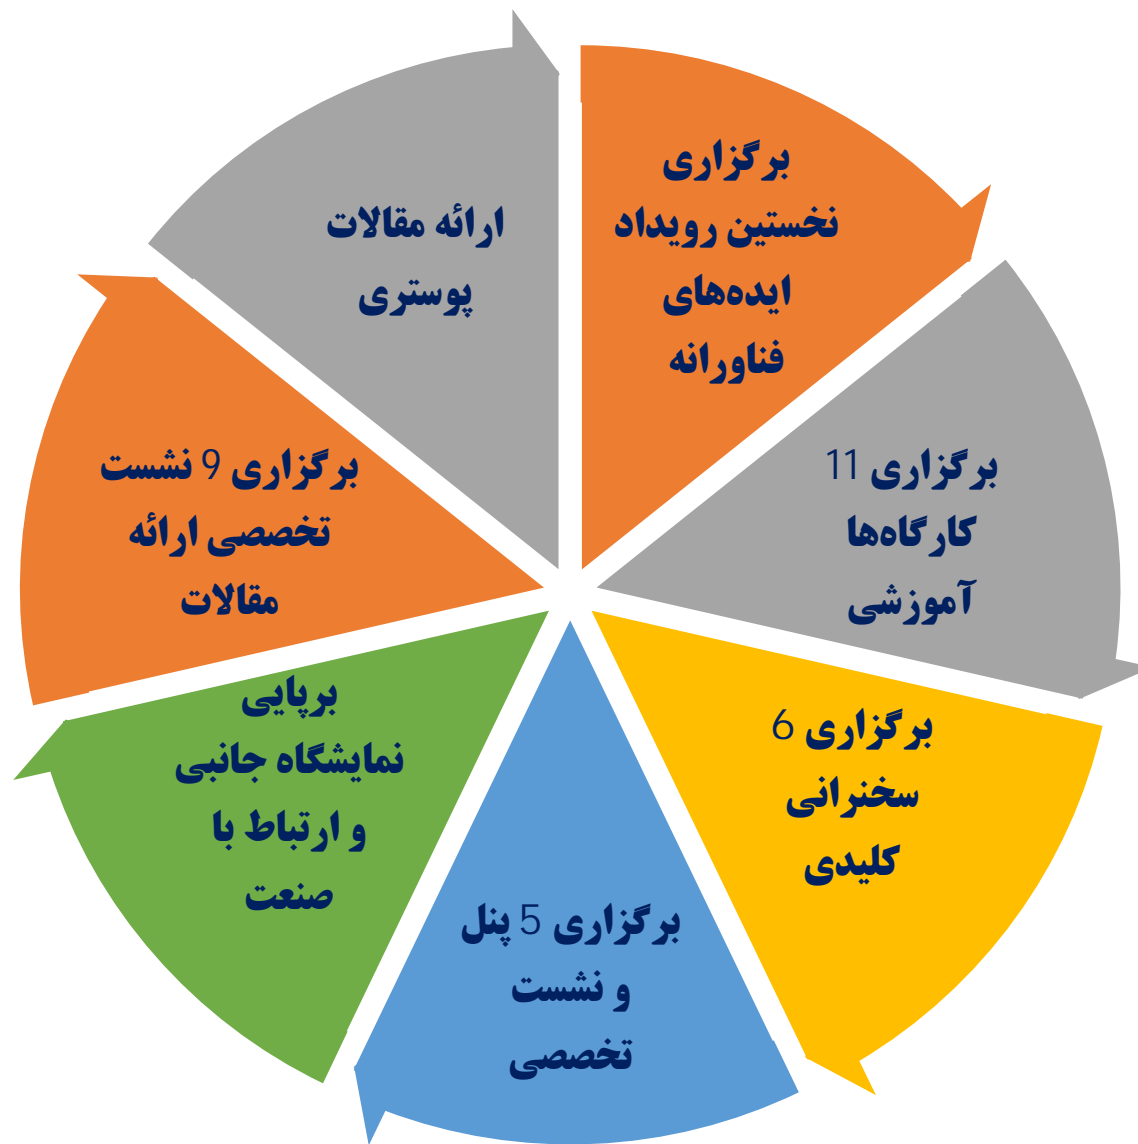 برگزاری
نخستین رویداد
ایده‌های
فناورانه
برگزاری 11
کارگاه‌ها
آموزشی
برگزاری 6
سخنرانی
کلیدی
برگزاری 5 پنل
و نشست
تخصصی
برپایی
نمایشگاه جانبی
و ارتباط با
صنعت
برگزاری 9 نشست
تخصصی ارائه
مقالات
ارائه مقالات
پوستری